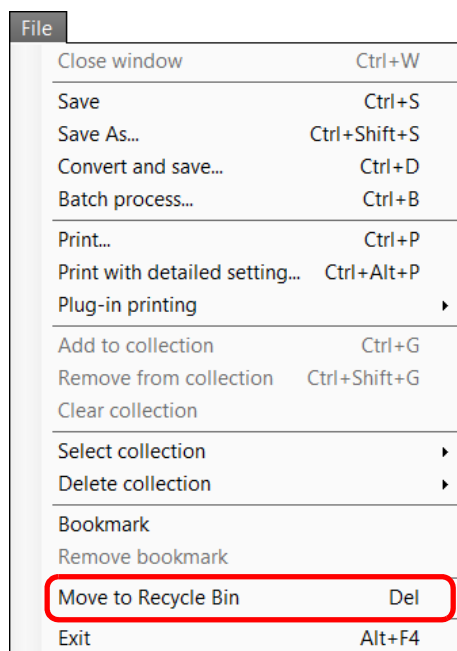 File
Close window Ctrl+W
Save Ctrl+S
Save As... Ctrl+Shift+S
Convert and save... Ctrl+D
Batch process... Ctrl+B
Print... Ctrl+P
Print with detailed setting... Ctrl+Alt+P
Plug-in printing
Add to collection Ctrl+G
Remove from collection Ctrl+Shift+G
Clear collection
Select collection
Delete collection
Bookmark
Remove bookmark
Move to Recycle Bin Del
Exit Alt+F4